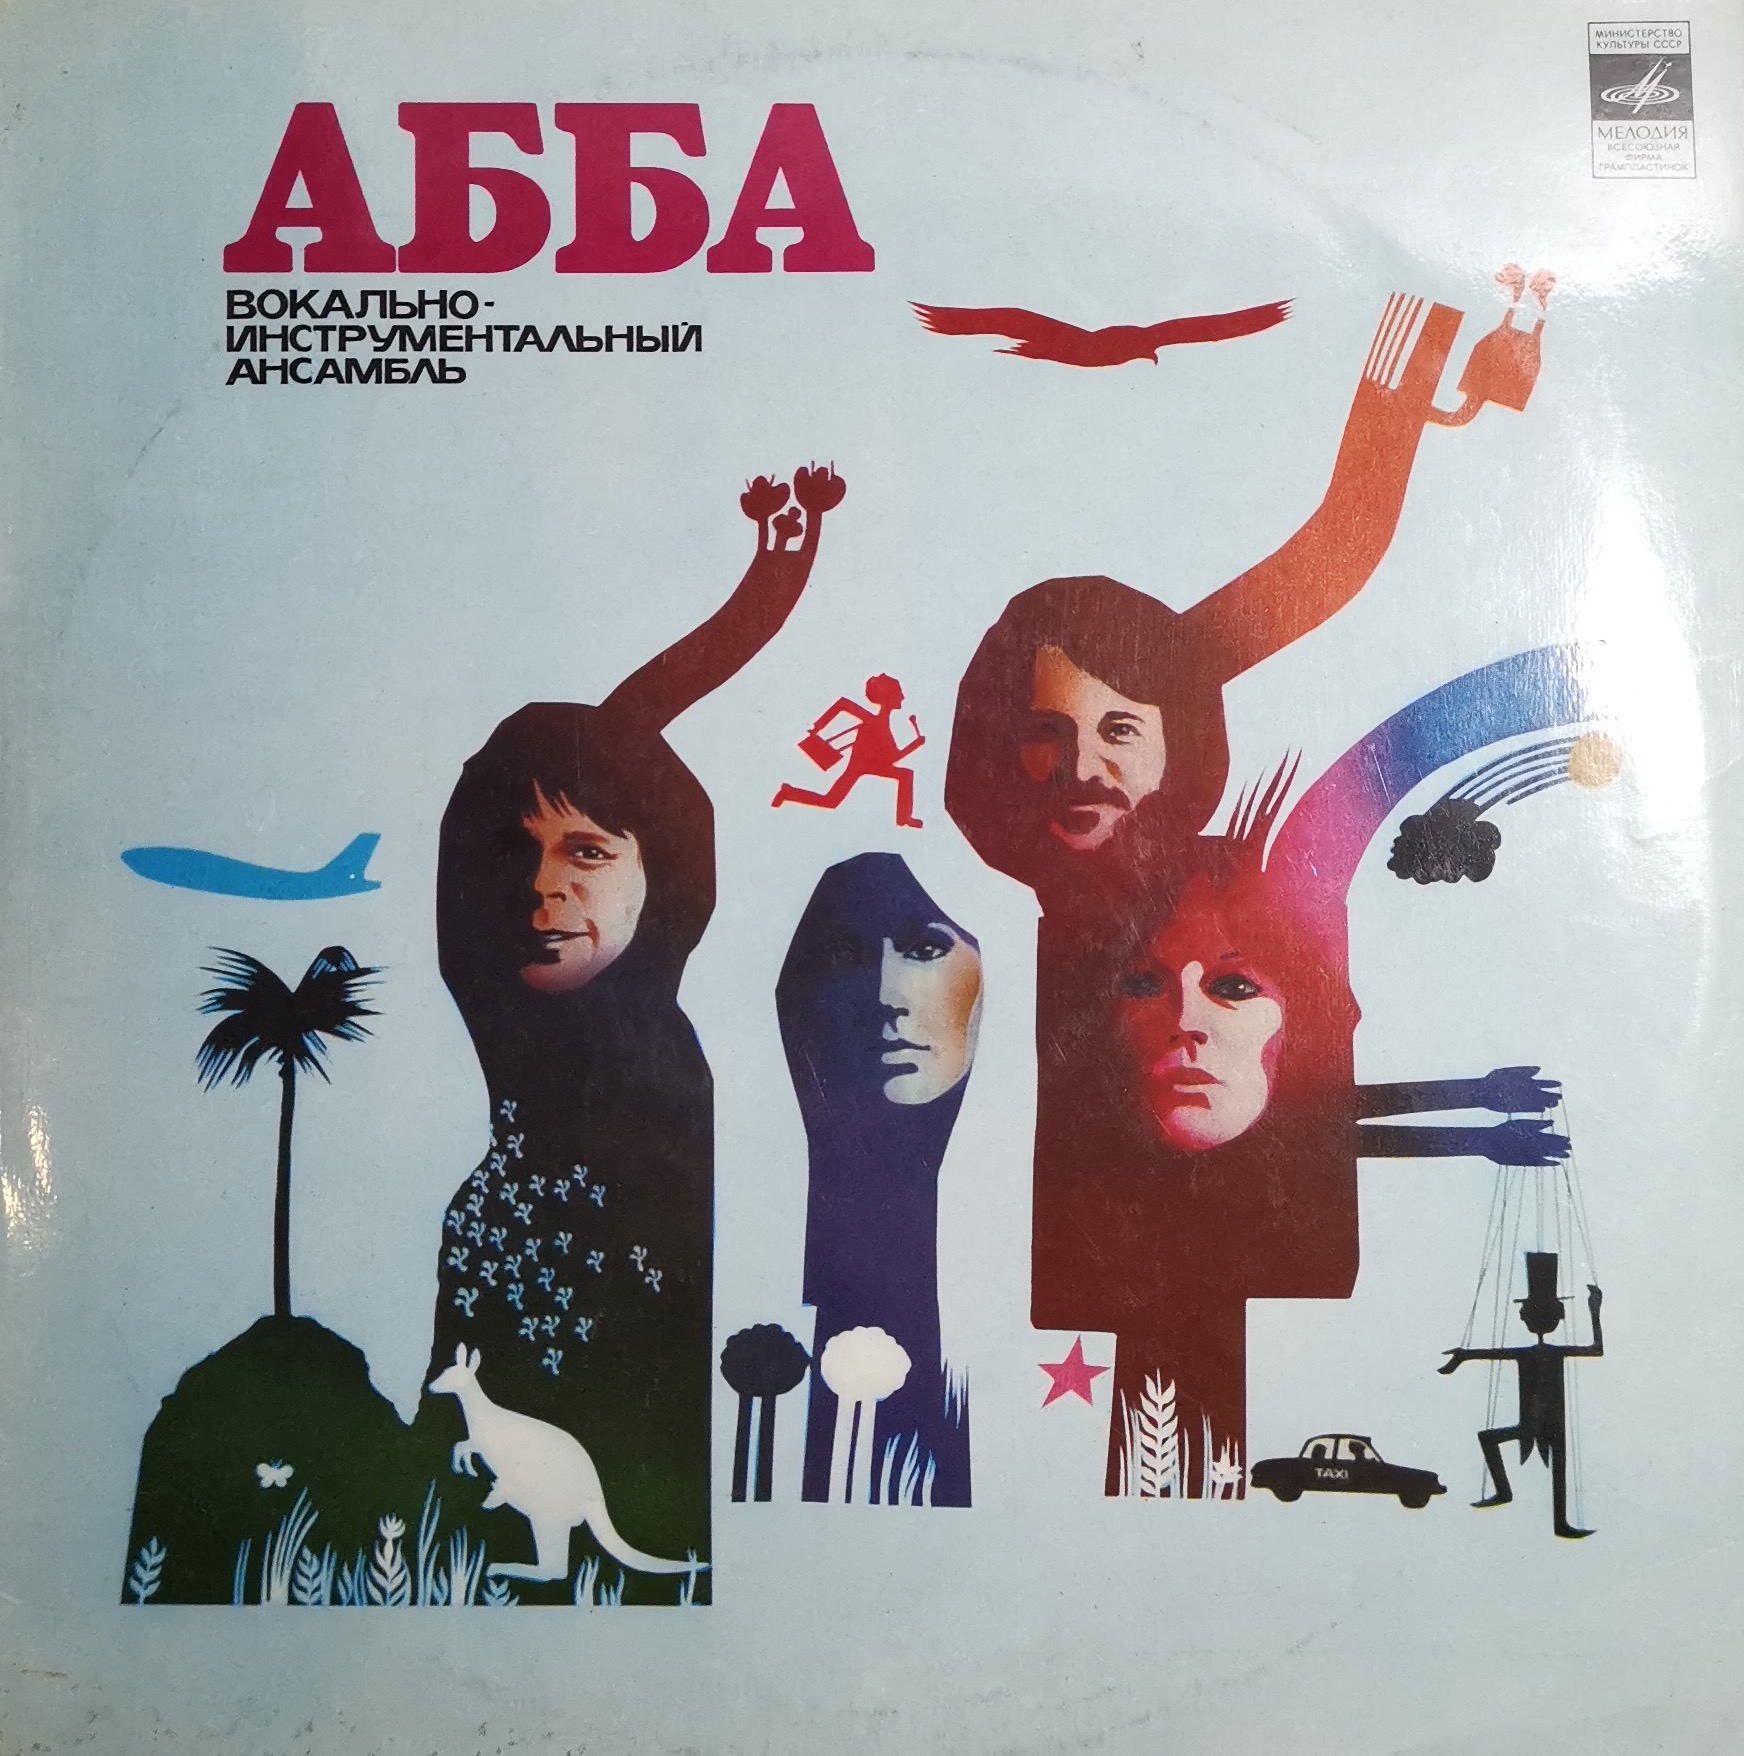 АББА
ВОКАЛЬНО-
ИНСТРУМЕНТАЛЬНЫЙ
АНСАМБЛЬ
МИНИСТЕРСТВО
КУЛЬТУРЫ СССР
МЕЛОДИЯ
ВСЕСОЮЗНАЯ
ФИРМА
ГРАМПЛАСТИНОК
TAXI